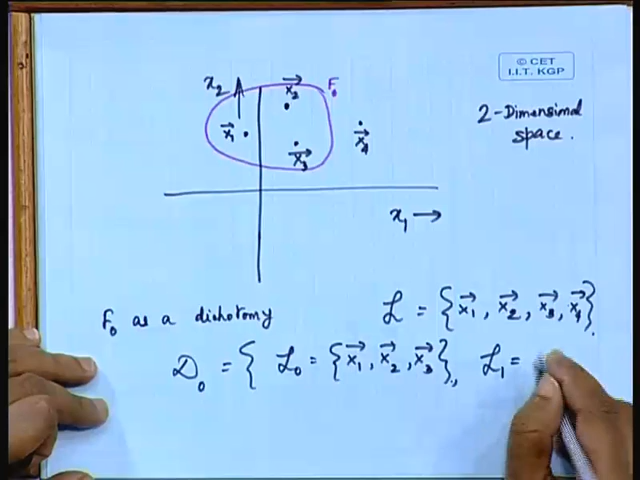 © CET
I.I.T. KGP
x₂
x⃗₂
F₀
2-Dimensional
space.
x⃗₁
x⃗₄
x⃗₃
x₁ →
F₀ as a dichotomy
ℒ = {x⃗₁, x⃗₂, x⃗₃, x⃗₄}.
𝒟₀ = { ℒ₀ = {x⃗₁, x⃗₂, x⃗₃}, ℒ₁ =